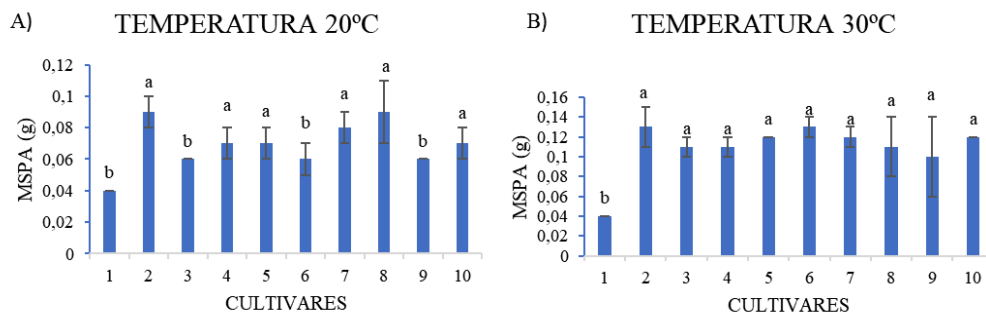 A)
TEMPERATURA 20ºC
0,12
0,1
0,08
0,06
0,04
0,02
0
MSPA (g)
b
a
b
a
a
b
a
a
b
a
1 2 3 4 5 6 7 8 9 10
CULTIVARES
B)
TEMPERATURA 30ºC
0,16
0,14
0,12
0,1
0,08
0,06
0,04
0,02
0
MSPA (g)
b
a
a
a
a
a
a
a
a
a
1 2 3 4 5 6 7 8 9 10
CULTIVARES